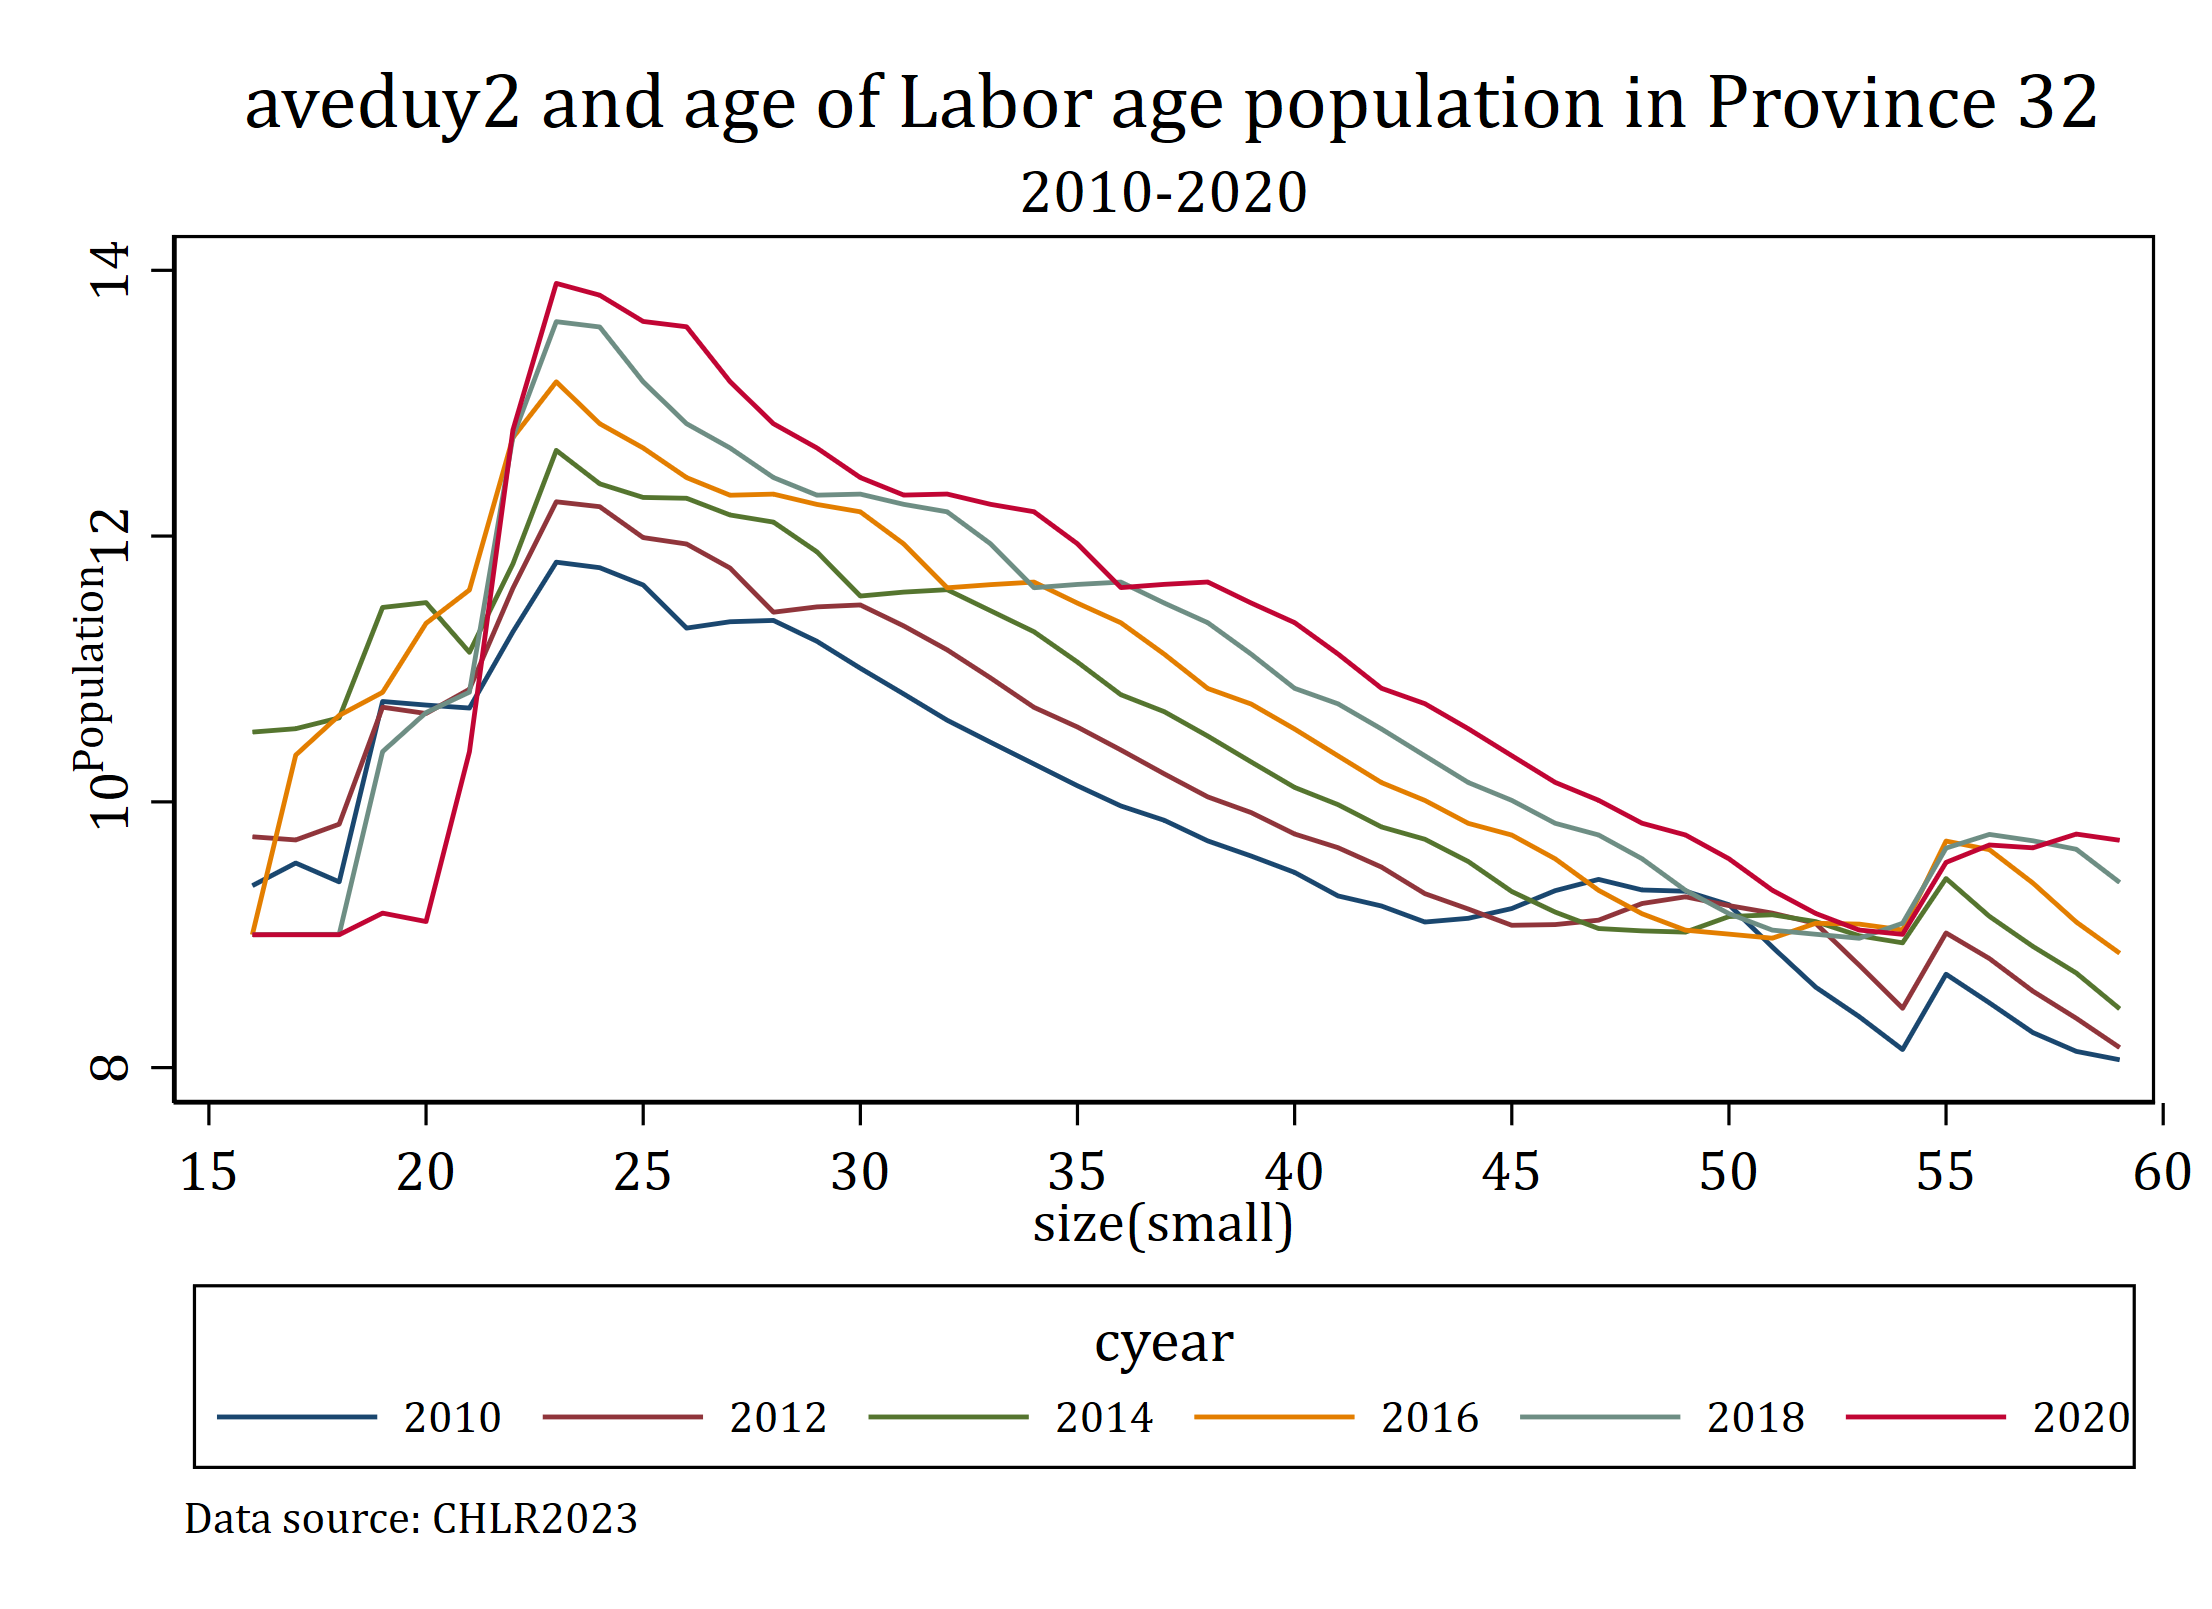 aveduy2 and age of Labor age population in Province 32
2010-2020
Population
14
12
10
8
15 20 25 30 35 40 45 50 55 60
size(small)
cyear
2010 2012 2014 2016 2018 2020
Data source: CHLR2023